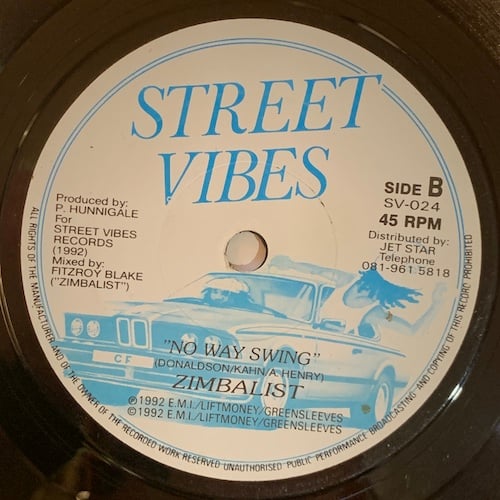 STREET
VIBES
Produced by:
P. HUNNIGALE
For
STREET VIBES
RECORDS
(1992)
Mixed by:
FITZROY BLAKE
("ZIMBALIST")
SIDE B
SV-024
45 RPM
Distributed by:
JET STAR
Telephone
081-961 5818
CF
"NO WAY SWING"
(DONALDSON/KAHN A. HENRY)
ZIMBALIST
℗1992 E.M.I./LIFTMONEY/GREENSLEEVES
©1992 E.M.I./LIFTMONEY/GREENSLEEVES
ALL RIGHTS OF THE MANUFACTURER AND OF THE OWNER OF THE RECORDED WORK RESERVED UNAUTHORISED PUBLIC PERFORMANCE BROADCASTING AND COPYING OF THIS RECORD PROHIBITED